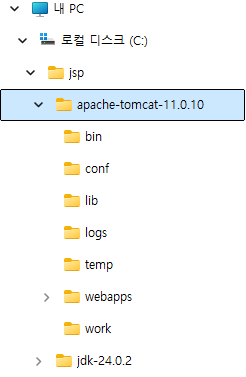 내 PC
로컬 디스크 (C:)
jsp
apache-tomcat-11.0.10
bin
conf
lib
logs
temp
webapps
work
jdk-24.0.2